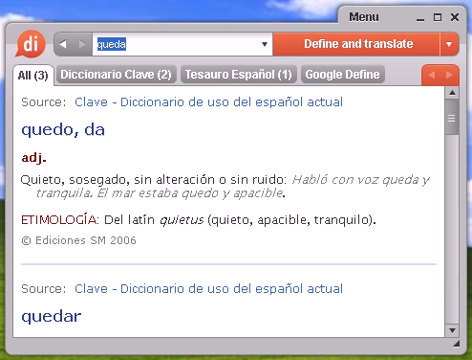 Menu
di
queda
Define and translate
All (3)
Diccionario Clave (2)
Tesauro Español (1)
Google Define
Source: Clave - Diccionario de uso del español actual
quedo, da
adj.
Quieto, sosegado, sin alteración o sin ruido: Habló con voz queda y
tranquila. El mar estaba quedo y apacible.
ETIMOLOGÍA: Del latín quietus (quieto, apacible, tranquilo).
© Ediciones SM 2006
Source: Clave - Diccionario de uso del español actual
quedar